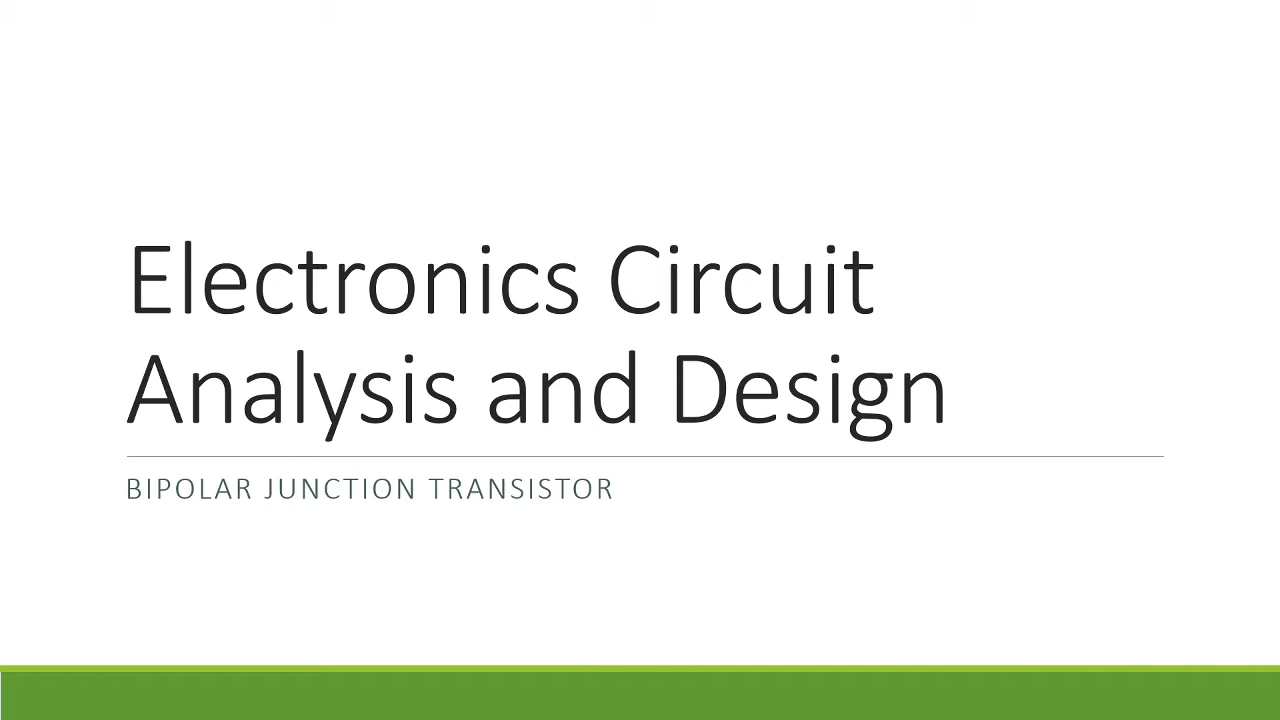 Electronics Circuit
Analysis and Design
BIPOLAR JUNCTION TRANSISTOR